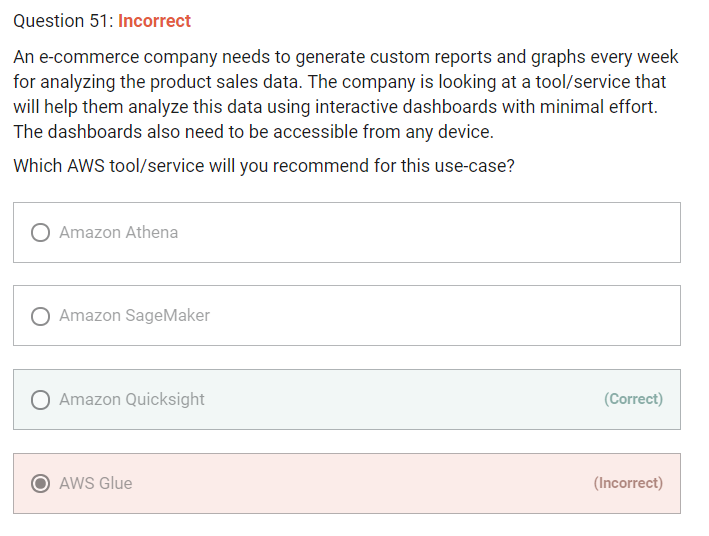 Question 51: Incorrect
An e-commerce company needs to generate custom reports and graphs every week
for analyzing the product sales data. The company is looking at a tool/service that
will help them analyze this data using interactive dashboards with minimal effort.
The dashboards also need to be accessible from any device.
Which AWS tool/service will you recommend for this use-case?
Amazon Athena
Amazon SageMaker
Amazon Quicksight (Correct)
AWS Glue (Incorrect)